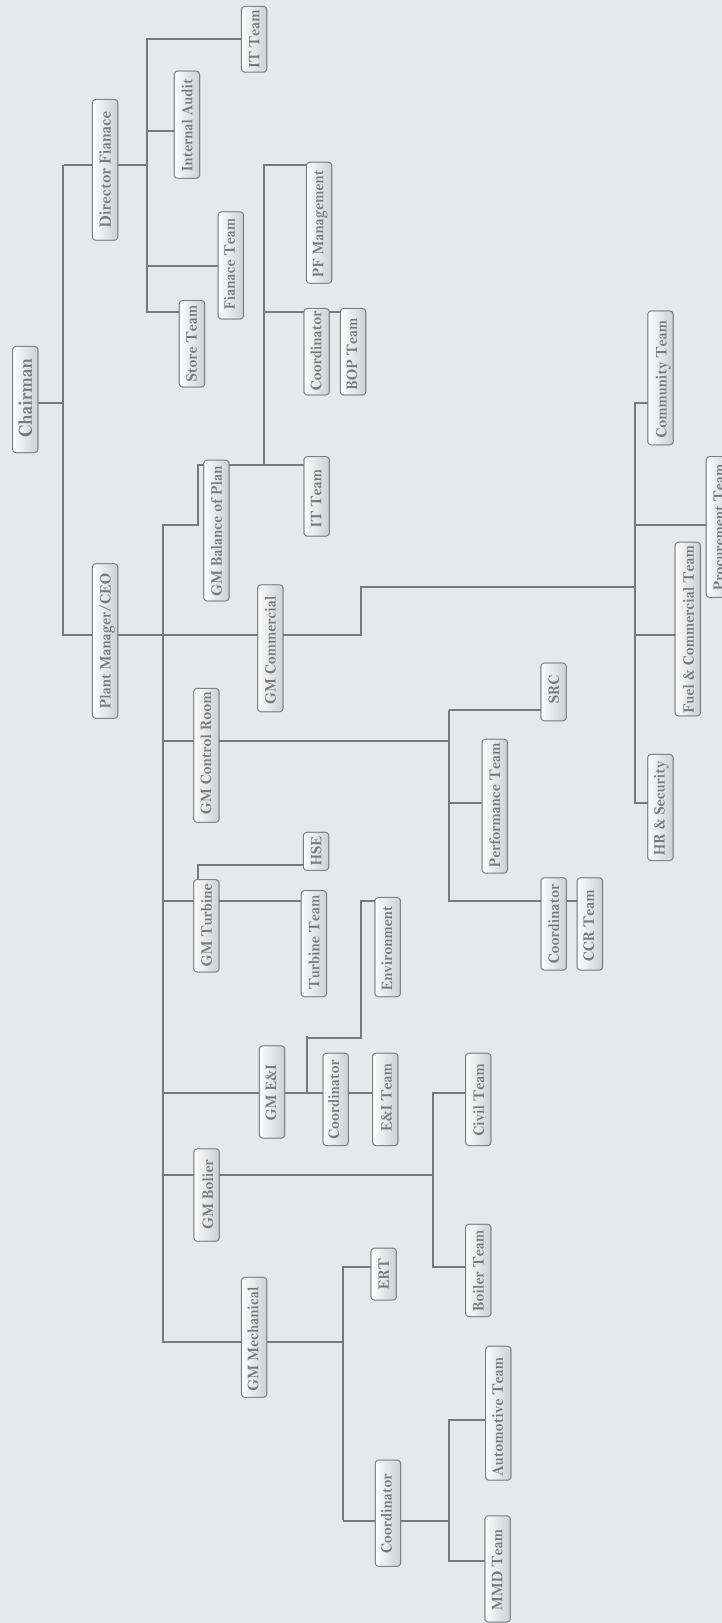 Chairman
Plant Manager/CEO
Director Fianace
GM Mechanical
GM Bolier
GM E&I
GM Turbine
GM Control Room
GM Commercial
GM Balance of Plan
Store Team
Fianace Team
Internal Audit
IT Team
Coordinator
ERT
MMD Team
Automotive Team
Boiler Team
Civil Team
Coordinator
E&I Team
Environment
Turbine Team
HSE
Coordinator
CCR Team
Performance Team
SRC
HR & Security
Fuel & Commercial Team
Procurement Team
Community Team
IT Team
Coordinator
BOP Team
PF Management